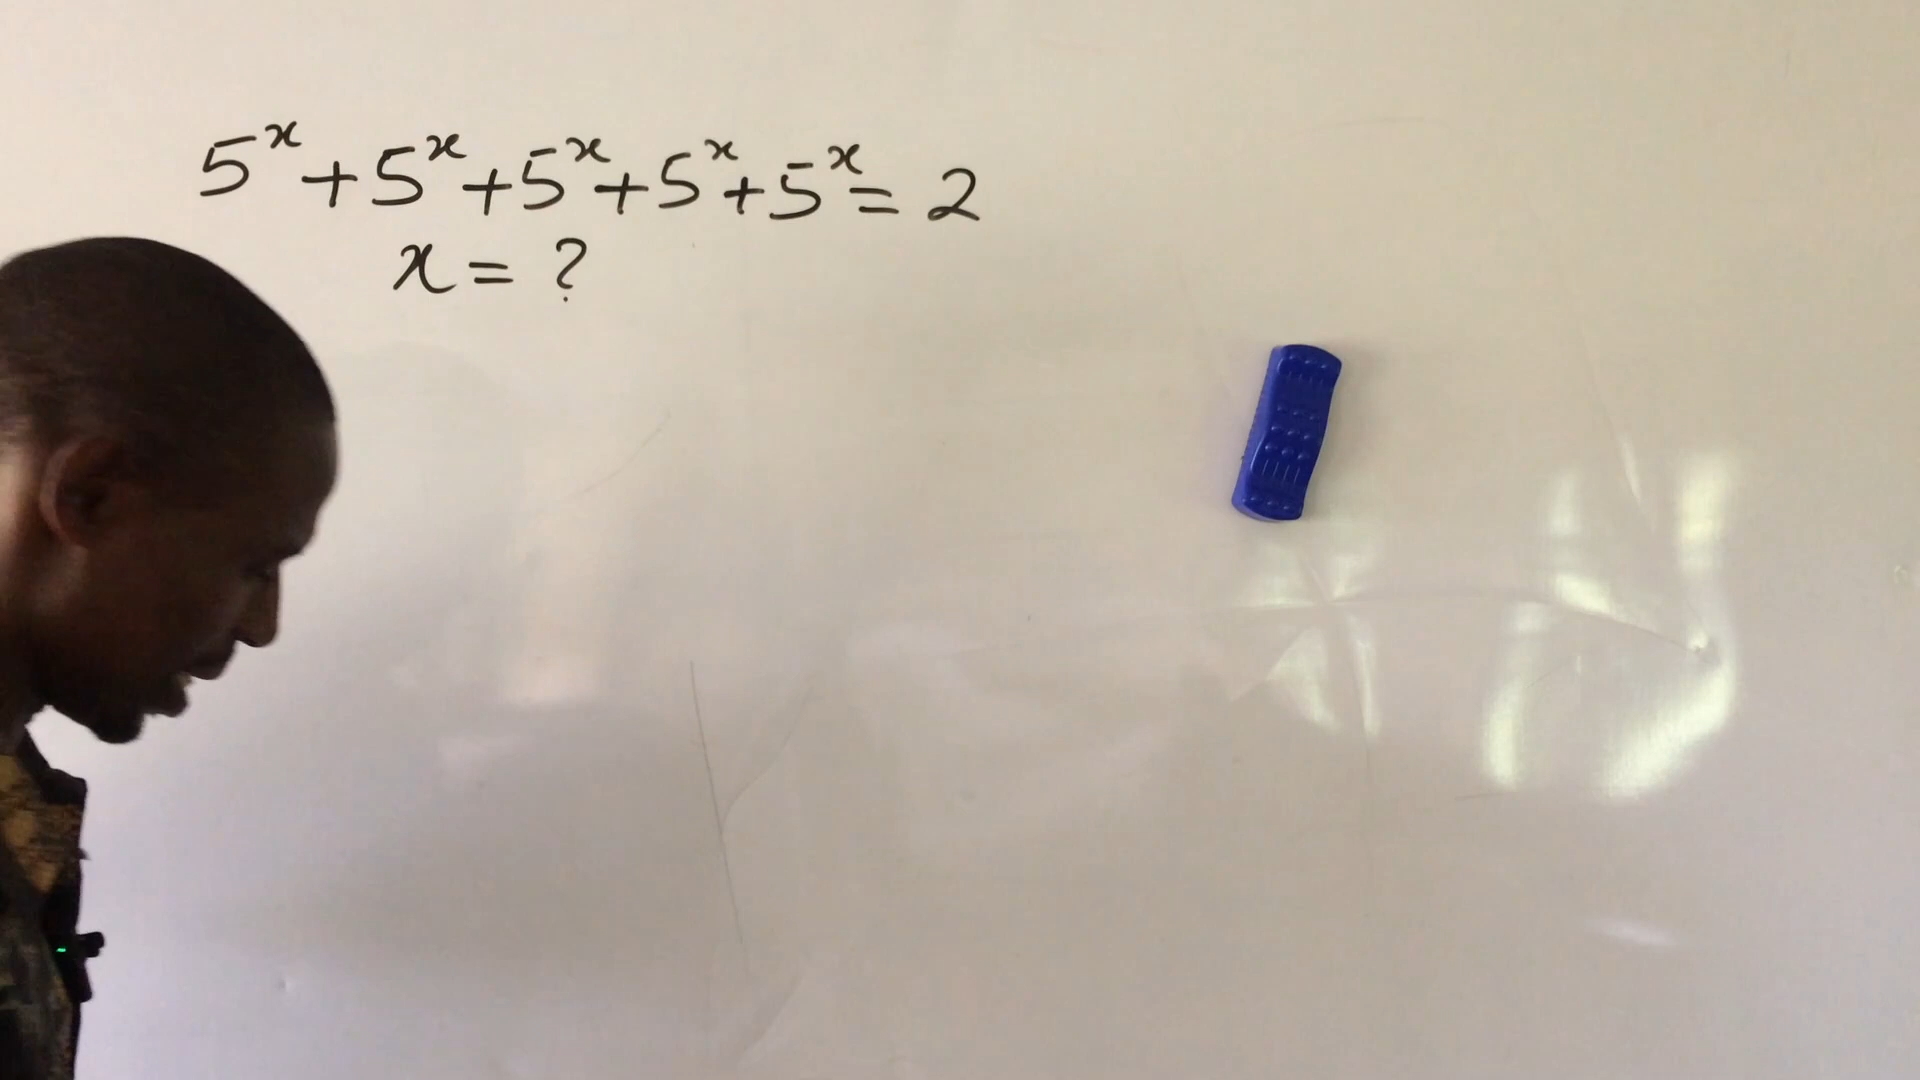 5^x + 5^x + 5^x + 5^x + 5^x = 2
x = ?